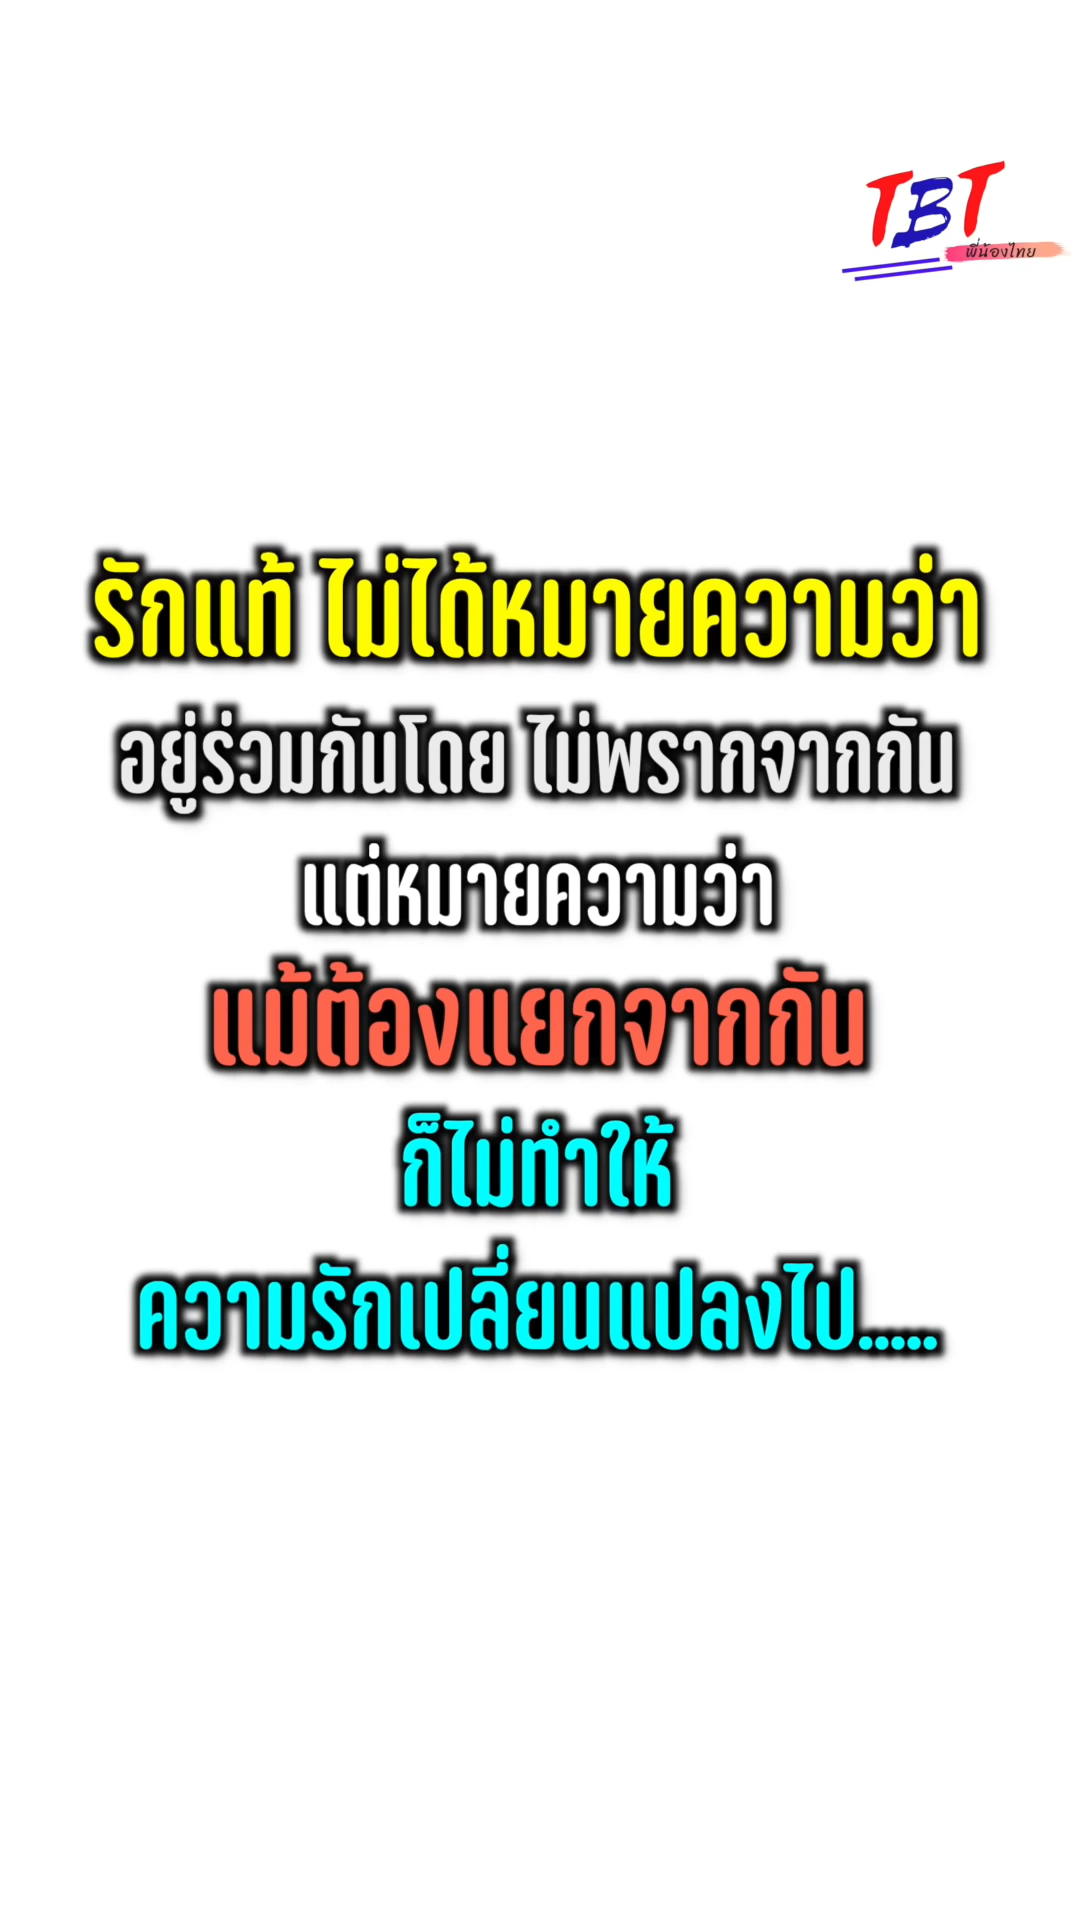 TBT
พี่น้องไทย
รักแท้ ไม่ได้หมายความว่า
อยู่ร่วมกันโดย ไม่พรากจากกัน
แต่หมายความว่า
แม้ต้องแยกจากกัน
ก็ไม่ทำให้
ความรักเปลี่ยนแปลงไป.....